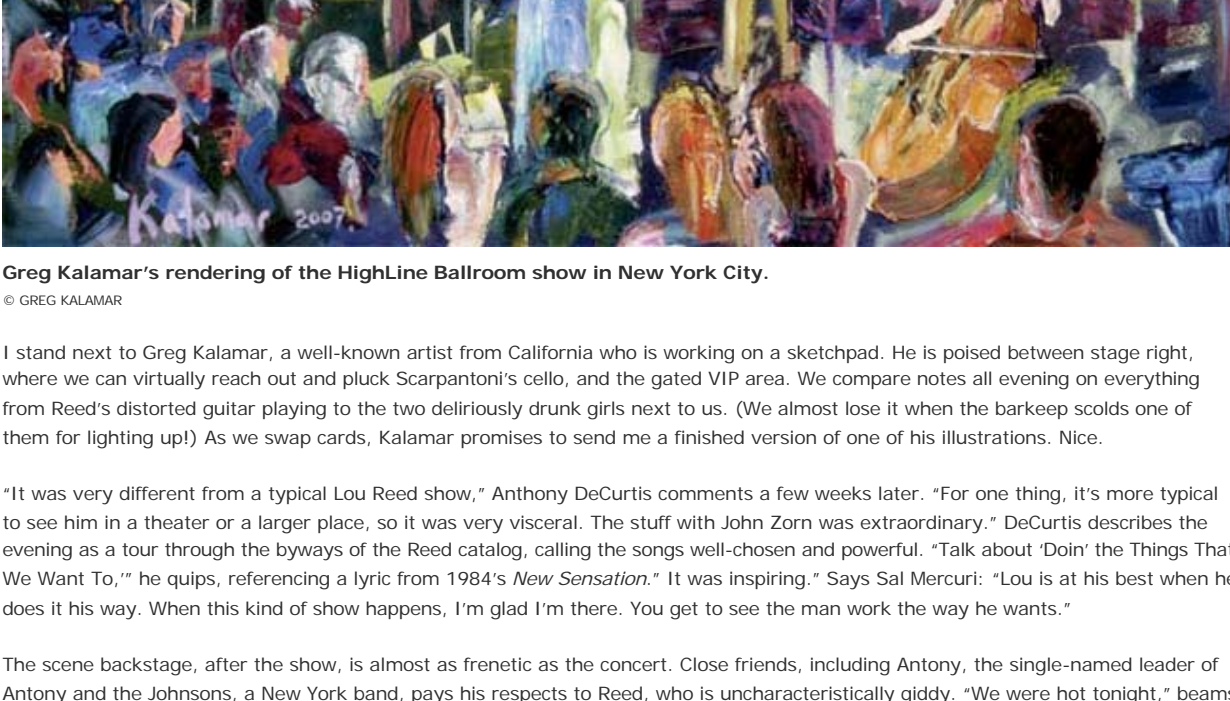 Kalamar 2007
Greg Kalamar’s rendering of the HighLine Ballroom show in New York City.
© GREG KALAMAR
I stand next to Greg Kalamar, a well-known artist from California who is working on a sketchpad. He is poised between stage right,
where we can virtually reach out and pluck Scarpantoni’s cello, and the gated VIP area. We compare notes all evening on everything
from Reed’s distorted guitar playing to the two deliriously drunk girls next to us. (We almost lose it when the barkeep scolds one of
them for lighting up!) As we swap cards, Kalamar promises to send me a finished version of one of his illustrations. Nice.
“It was very different from a typical Lou Reed show,” Anthony DeCurtis comments a few weeks later. “For one thing, it’s more typical
to see him in a theater or a larger place, so it was very visceral. The stuff with John Zorn was extraordinary.” DeCurtis describes the
evening as a tour through the byways of the Reed catalog, calling the songs well-chosen and powerful. “Talk about ‘Doin’ the Things That
We Want To,’” he quips, referencing a lyric from 1984’s New Sensation.” It was inspiring.” Says Sal Mercuri: “Lou is at his best when he
does it his way. When this kind of show happens, I’m glad I’m there. You get to see the man work the way he wants.”
The scene backstage, after the show, is almost as frenetic as the concert. Close friends, including Antony, the single-named leader of
Antony and the Johnsons, a New York band, pays his respects to Reed, who is uncharacteristically giddy. “We were hot tonight,” beams